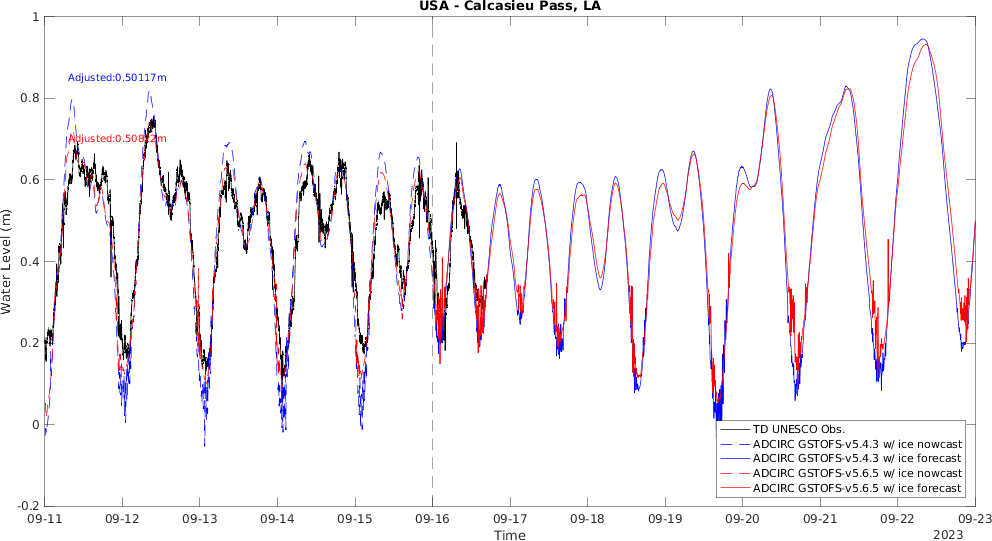 USA - Calcasieu Pass, LA
1
0.8
0.6
0.4
0.2
0
-0.2
Water Level (m)
Adjusted:0.50117m
TD UNESCO Obs.
ADCIRC GSTOFS-v5.4.3 w/ ice nowcast
ADCIRC GSTOFS-v5.4.3 w/ ice forecast
ADCIRC GSTOFS-v5.6.5 w/ ice nowcast
ADCIRC GSTOFS-v5.6.5 w/ ice forecast
09-11 09-12 09-13 09-14 09-15 09-16 09-17 09-18 09-19 09-20 09-21 09-22 09-23
Time
2023